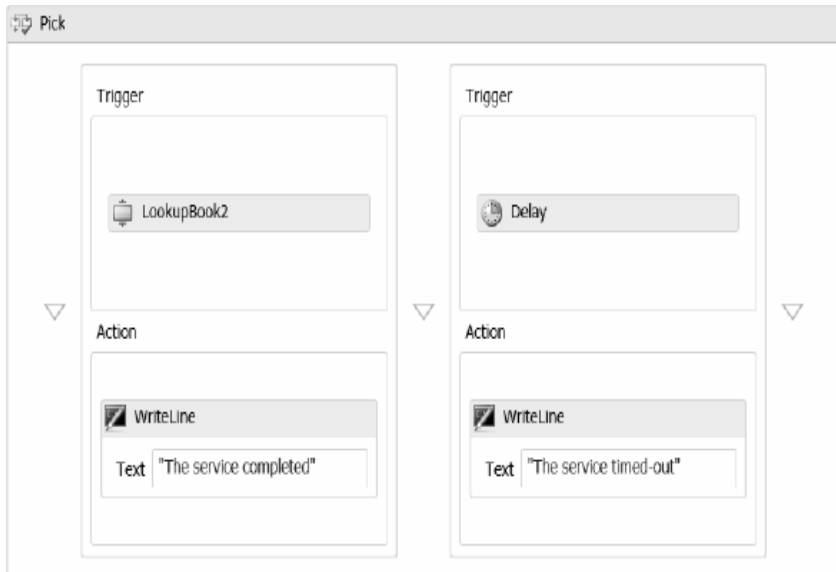 Pick
Trigger
LookupBook2
Action
WriteLine
Text "The service completed"
Trigger
Delay
Action
WriteLine
Text "The service timed-out"